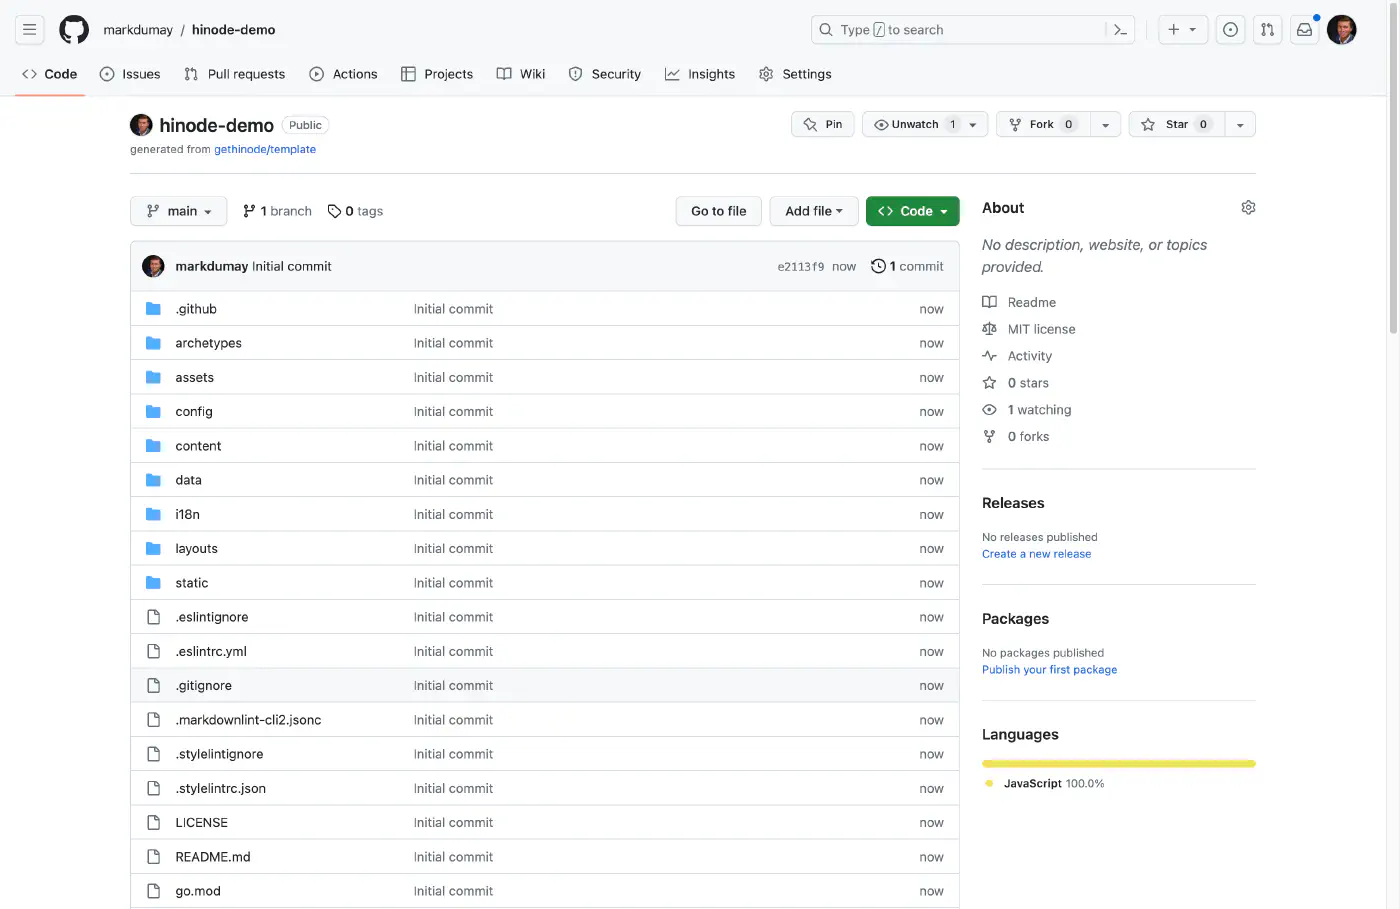 markdumay / hinode-demo
Type / to search
Code Issues Pull requests Actions Projects Wiki Security Insights Settings
hinode-demo Public
Pin Unwatch 1 Fork 0 Star 0
generated from gethinode/template
main 1 branch 0 tags Go to file Add file Code
markdumay Initial commit e2113f9 now 1 commit
.github Initial commit now
archetypes Initial commit now
assets Initial commit now
config Initial commit now
content Initial commit now
data Initial commit now
i18n Initial commit now
layouts Initial commit now
static Initial commit now
.eslintignore Initial commit now
.eslintrc.yml Initial commit now
.gitignore Initial commit now
.markdownlint-cli2.jsonc Initial commit now
.stylelintignore Initial commit now
.stylelintrc.json Initial commit now
LICENSE Initial commit now
README.md Initial commit now
go.mod Initial commit now
About
No description, website, or topics
provided.
Readme
MIT license
Activity
0 stars
1 watching
0 forks
Releases
No releases published
Create a new release
Packages
No packages published
Publish your first package
Languages
JavaScript 100.0%